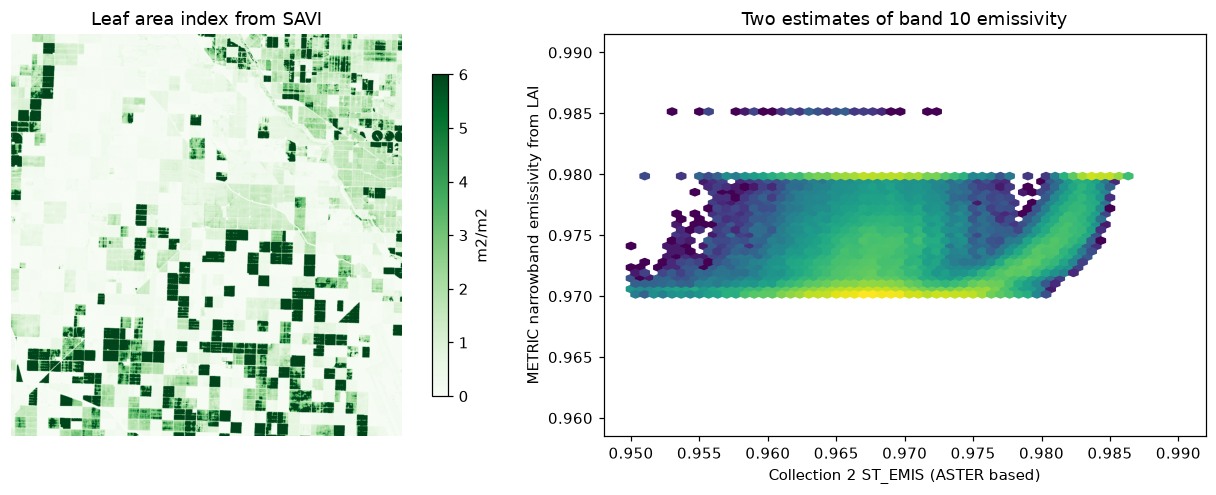 Leaf area index from SAVI
6
5
4
3
2
1
0
m2/m2
Two estimates of band 10 emissivity
METRIC narrowband emissivity from LAI
0.990
0.985
0.980
0.975
0.970
0.965
0.960
0.950 0.955 0.960 0.965 0.970 0.975 0.980 0.985 0.990
Collection 2 ST_EMIS (ASTER based)